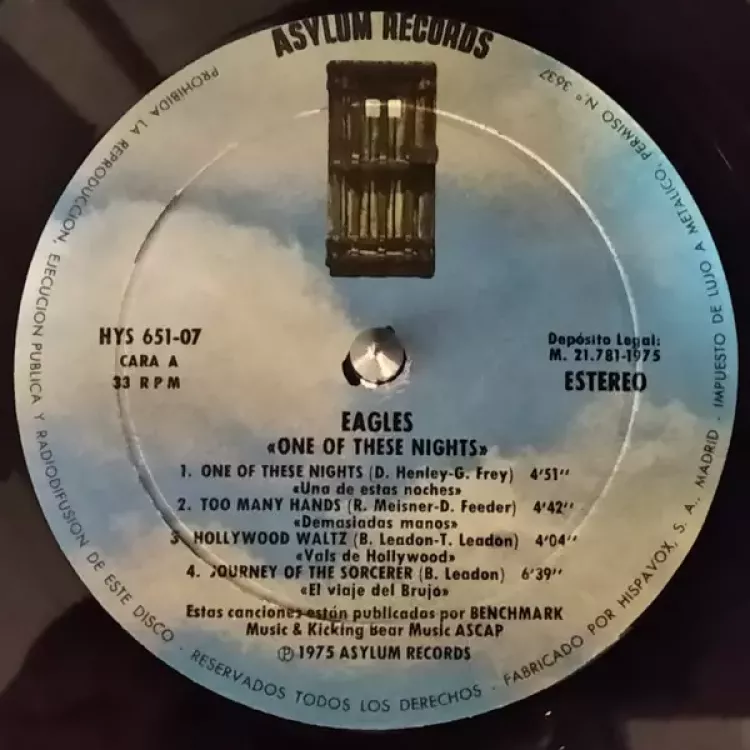 ASYLUM RECORDS
PROHIBIDA LA REPRODUCCION, EJECUCION PUBLICA Y RADIODIFUSION DE ESTE DISCO · RESERVADOS TODOS LOS DERECHOS · FABRICADO POR HISPAVOX, S. A., MADRID · IMPUESTO DE LUJO A METALICO, PERMISO N.º 3637
HYS 651-07
CARA A
33 RPM
Depósito Legal:
M. 21.781-1975
ESTEREO
EAGLES
«ONE OF THESE NIGHTS»
1. ONE OF THESE NIGHTS (D. Henley-G. Frey) 4'51''
«Una de estas noches»
2. TOO MANY HANDS (R. Meisner-D. Feeder) 4'42''
«Demasiadas manos»
3 HOLLYWOOD WALTZ (B. Leadon-T. Leadon) 4'04''
«Vals de Hollywood»
4. JOURNEY OF THE SORCERER (B. Leadon) 6'39''
«El viaje del Brujo»
Estas canciones están publicadas por BENCHMARK
Music & Kicking Bear Music ASCAP
Ⓟ 1975 ASYLUM RECORDS